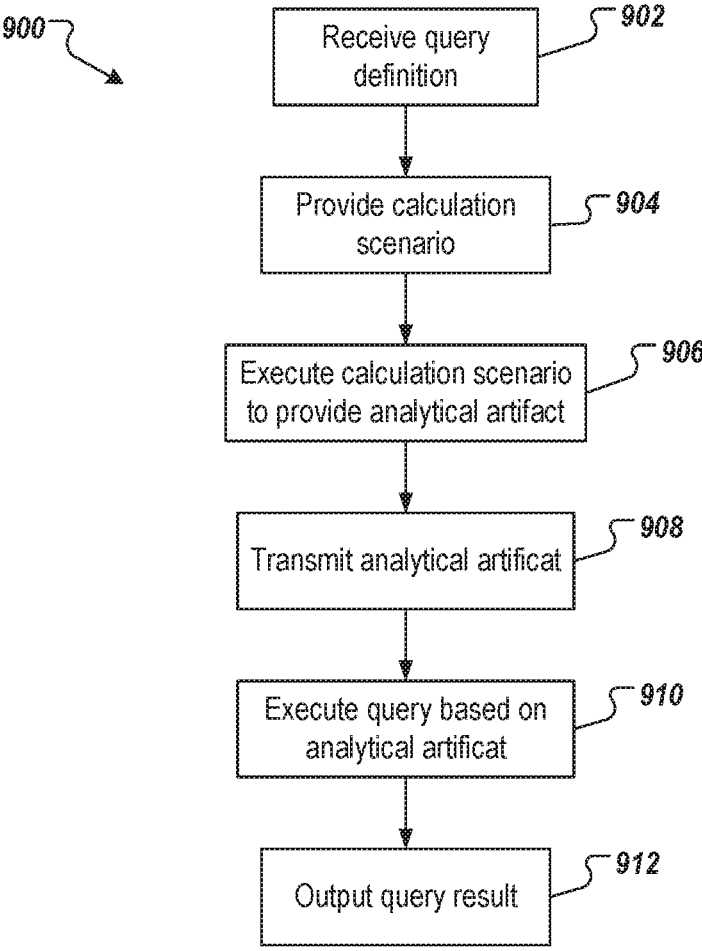 900
902
Receive query
definition
904
Provide calculation
scenario
906
Execute calculation scenario
to provide analytical artifact
908
Transmit analytical artificat
910
Execute query based on
analytical artificat
912
Output query result